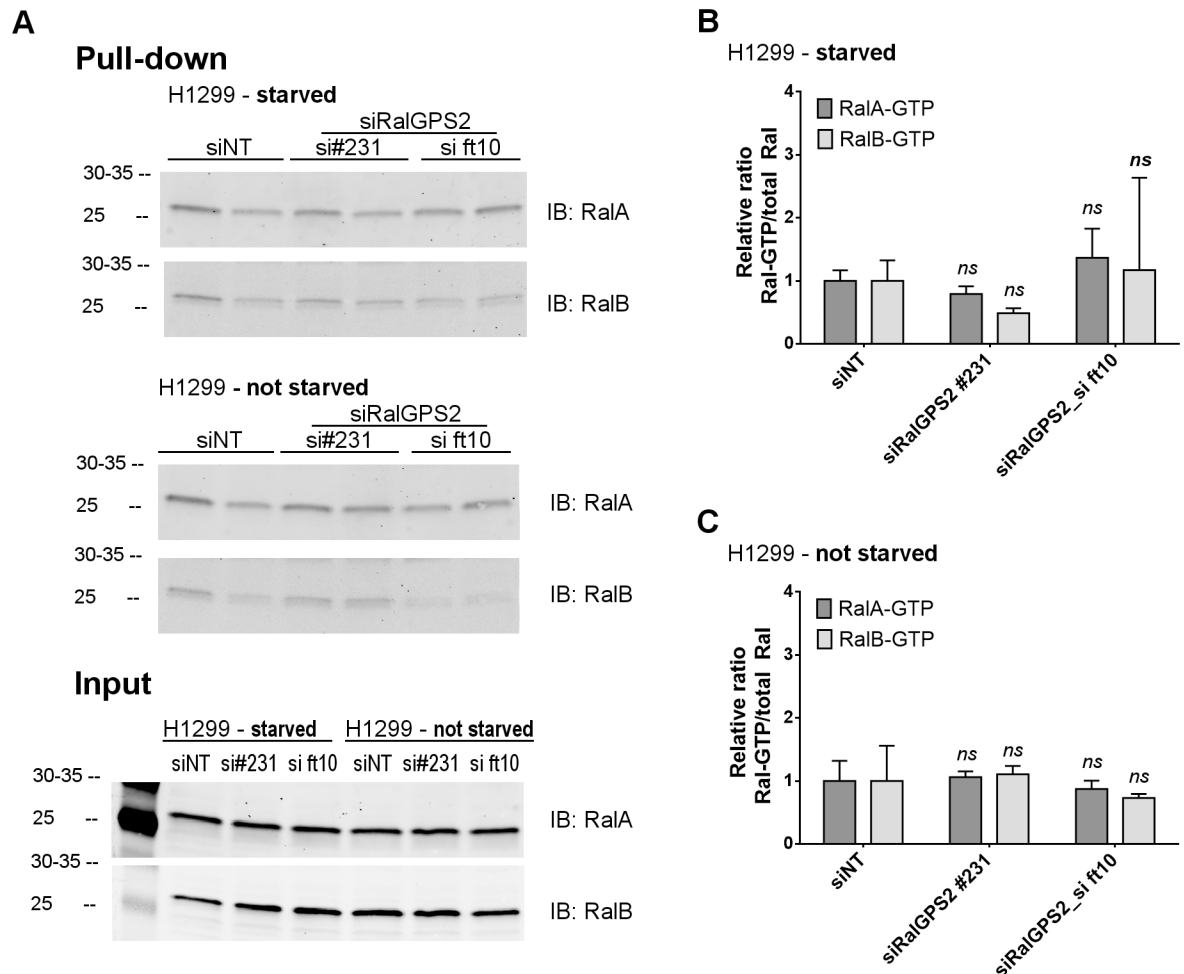 A
Pull-down
H1299 - starved
siRalGPS2
siNT si#231 si ft10
30-35 --
25 -- IB: RalA
30-35 --
25 -- IB: RalB
H1299 - not starved
siRalGPS2
siNT si#231 si ft10
30-35 --
25 -- IB: RalA
30-35 --
25 -- IB: RalB
Input
H1299 - starved H1299 - not starved
siNT si#231 si ft10 siNT si#231 si ft10
30-35 --
25 -- IB: RalA
30-35 --
25 -- IB: RalB
B
H1299 - starved
Relative ratio
Ral-GTP/total Ral
4
3
2
1
0
RalA-GTP
RalB-GTP
ns
ns
ns
ns
siNT
siRalGPS2 #231
siRalGPS2_si ft10
C
H1299 - not starved
Relative ratio
Ral-GTP/total Ral
4
3
2
1
0
RalA-GTP
RalB-GTP
ns
ns
ns
ns
siNT
siRalGPS2 #231
siRalGPS2_si ft10